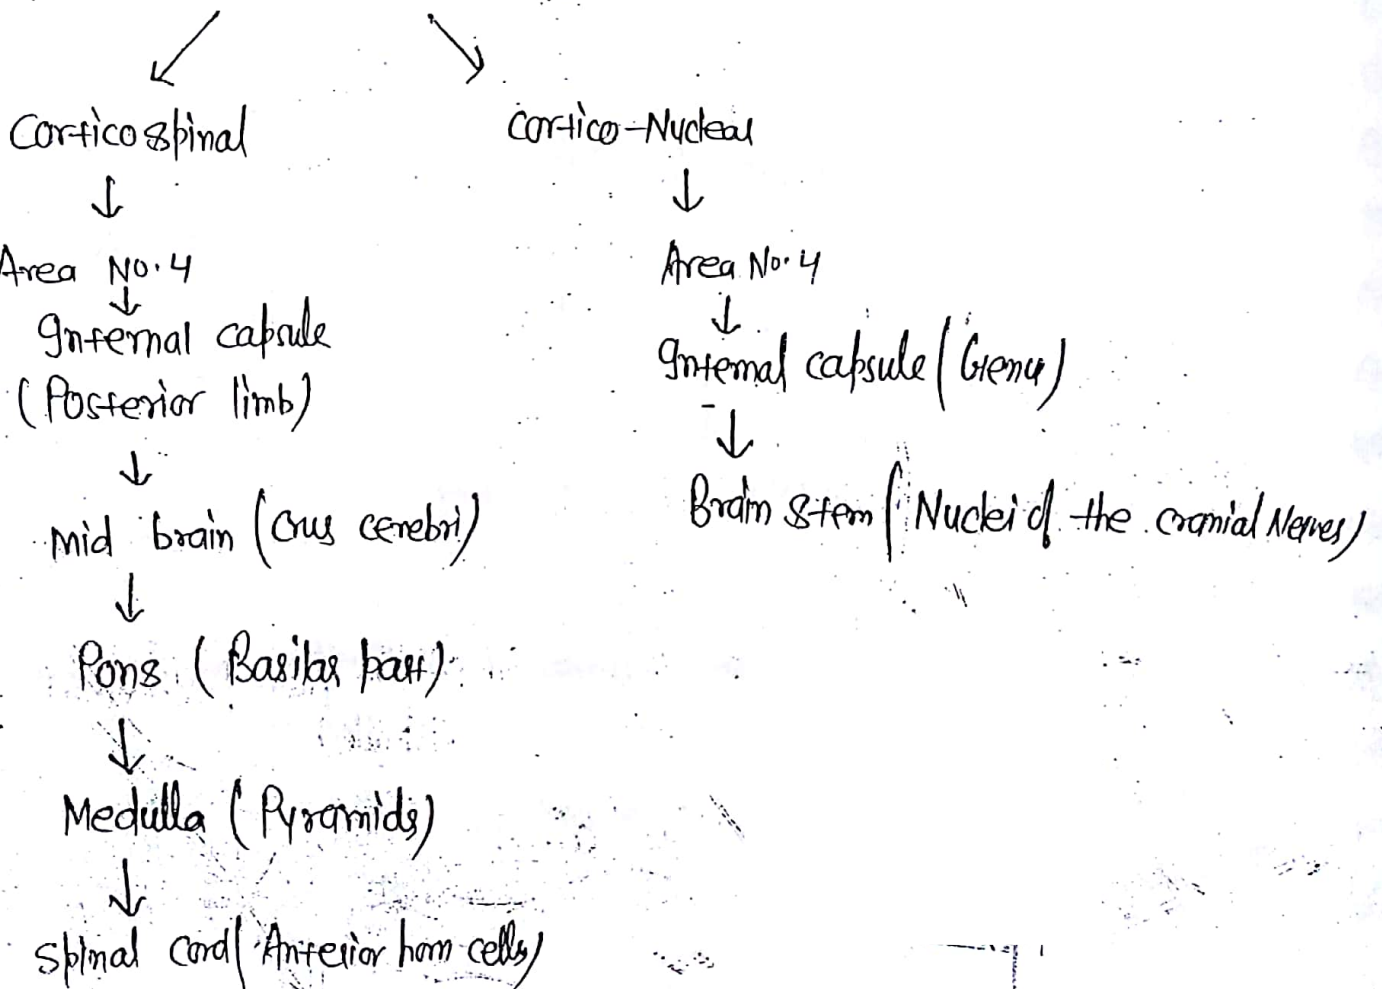 Corticospinal
Cortico-Nuclear
Area No. 4
Area No. 4
Internal capsule
(Posterior limb)
Internal capsule (Genu)
Mid brain (Crus cerebri)
Brain Stem (Nuclei of the cranial Nerves)
Pons (Basilar part)
Medulla (Pyramids)
Spinal cord (Anterior horn cells)